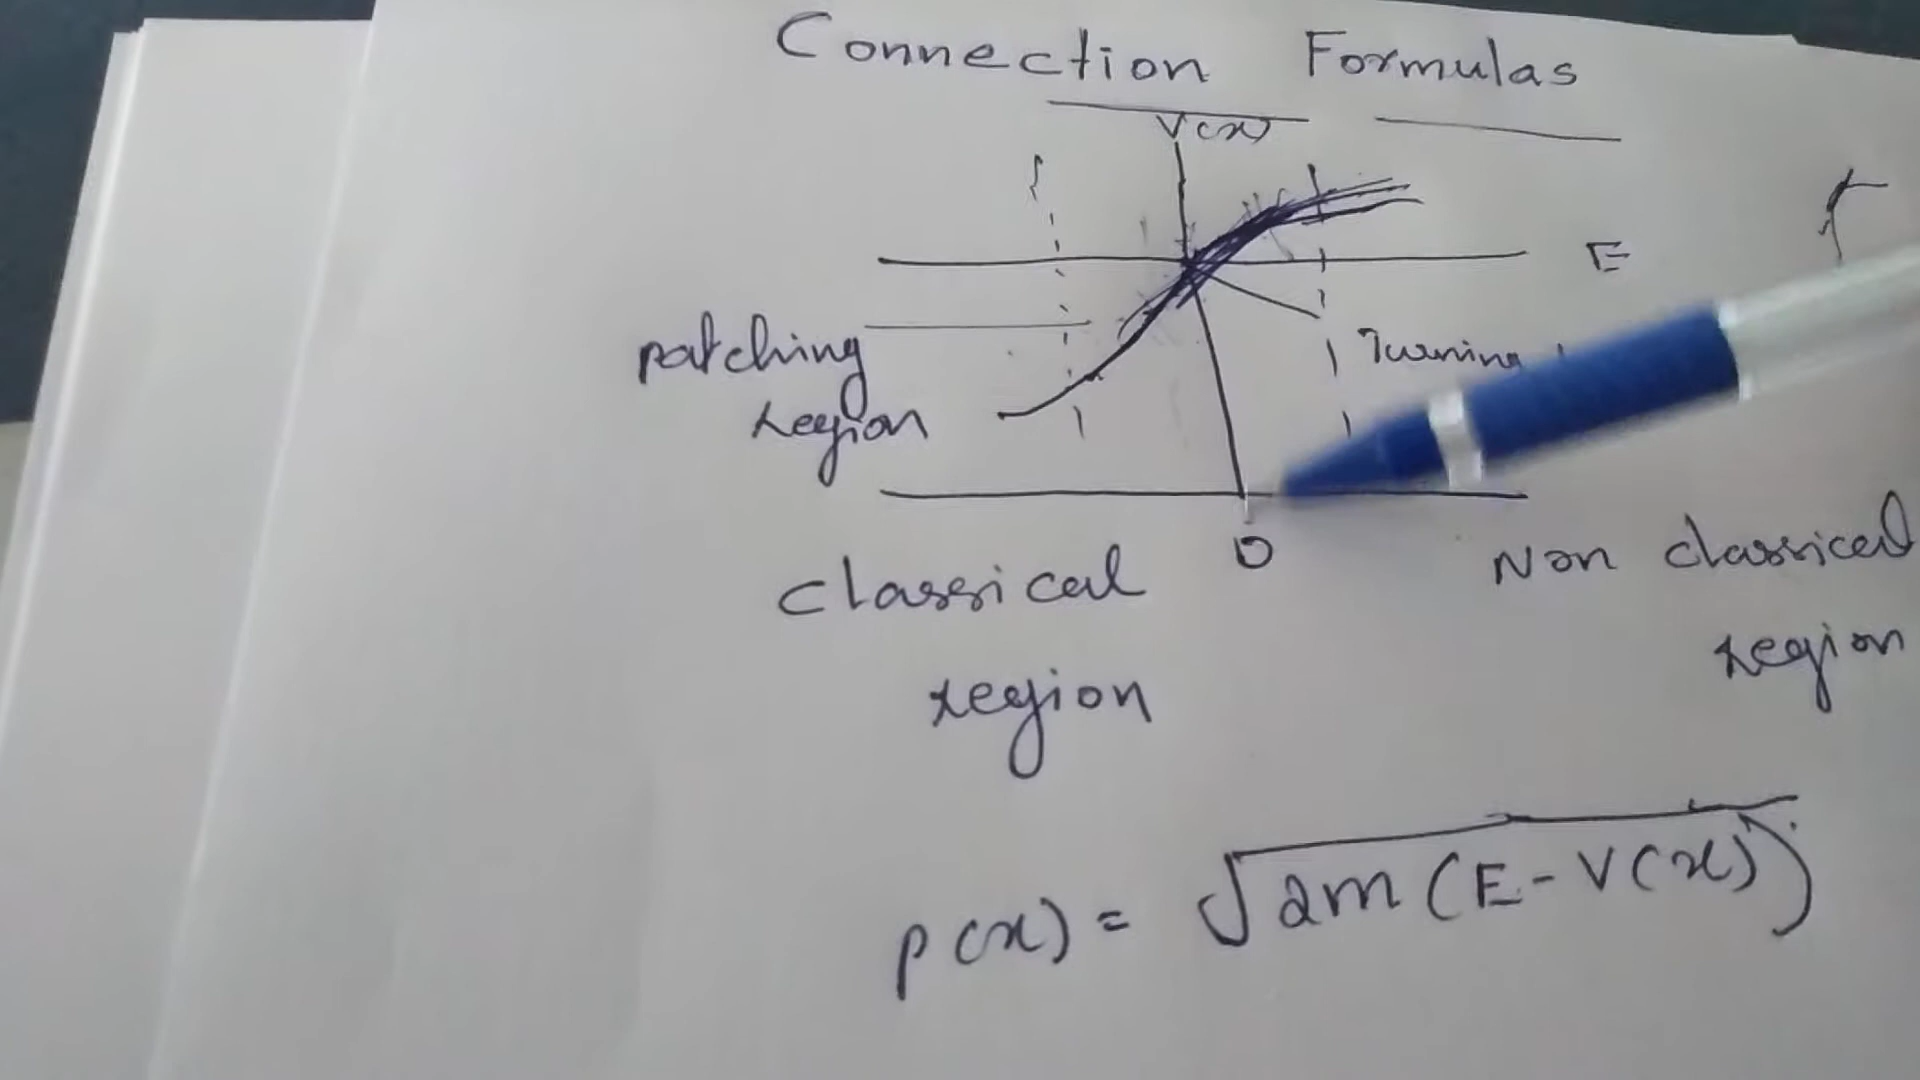 Connection Formulas
V(x)
E
patching
region
Turning
0
classical
region
Non classical
region
p(x) = √2m(E-V(x))